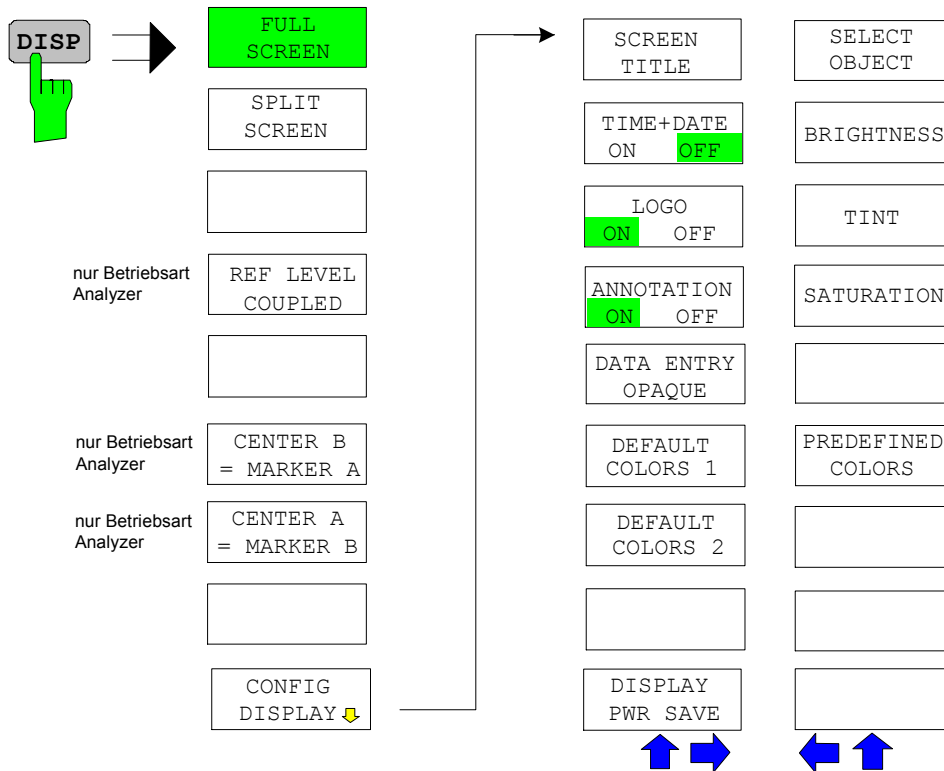 DISP
FULL
SCREEN
SPLIT
SCREEN
nur Betriebsart
Analyzer
REF LEVEL
COUPLED
nur Betriebsart
Analyzer
CENTER B
= MARKER A
nur Betriebsart
Analyzer
CENTER A
= MARKER B
CONFIG
DISPLAY
SCREEN
TITLE
TIME+DATE
ON OFF
LOGO
ON OFF
ANNOTATION
ON OFF
DATA ENTRY
OPAQUE
DEFAULT
COLORS 1
DEFAULT
COLORS 2
DISPLAY
PWR SAVE
SELECT
OBJECT
BRIGHTNESS
TINT
SATURATION
PREDEFINED
COLORS